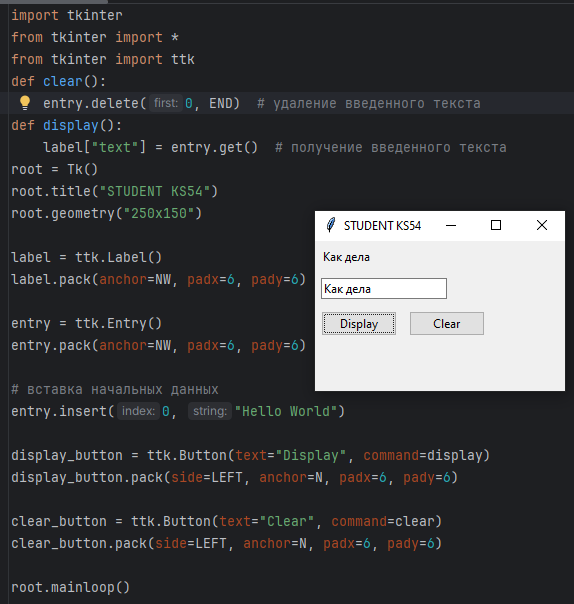 import tkinter
from tkinter import *
from tkinter import ttk
def clear():
    entry.delete(first: 0, END)  # удаление введенного текста
def display():
    label["text"] = entry.get()  # получение введенного текста
root = Tk()
root.title("STUDENT KS54")
root.geometry("250x150")
label = ttk.Label()
label.pack(anchor=NW, padx=6, pady=6)
entry = ttk.Entry()
entry.pack(anchor=NW, padx=6, pady=6)
# вставка начальных данных
entry.insert(index: 0, string: "Hello World")
display_button = ttk.Button(text="Display", command=display)
display_button.pack(side=LEFT, anchor=N, padx=6, pady=6)
clear_button = ttk.Button(text="Clear", command=clear)
clear_button.pack(side=LEFT, anchor=N, padx=6, pady=6)
root.mainloop()
STUDENT KS54
Как дела
Как дела
Display Clear